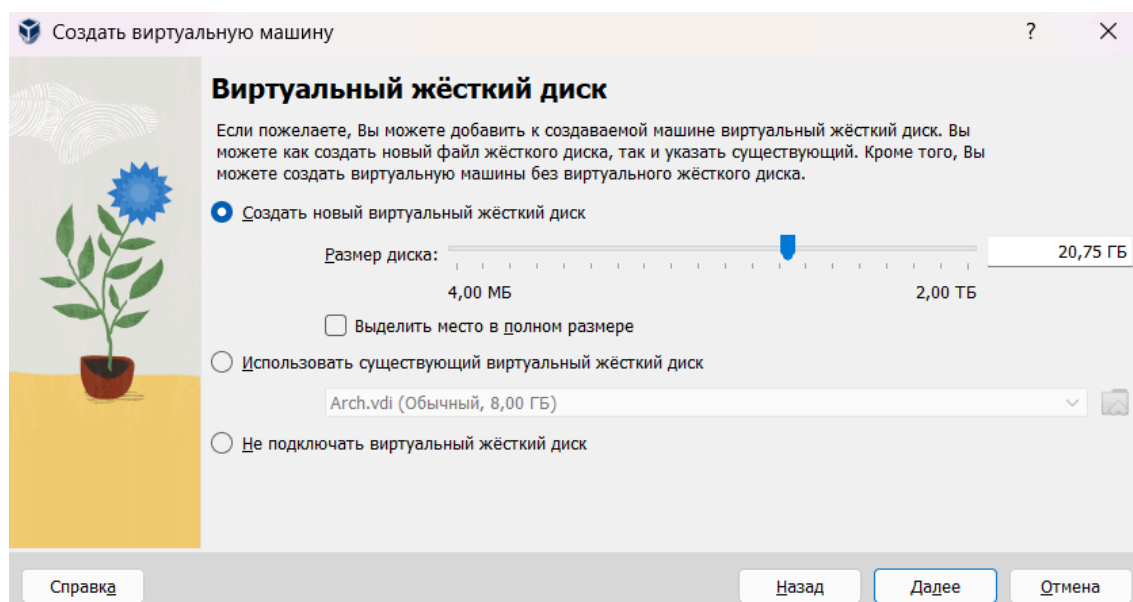 Создать виртуальную машину
?
Виртуальный жёсткий диск
Если пожелаете, Вы можете добавить к создаваемой машине виртуальный жёсткий диск. Вы
можете как создать новый файл жёсткого диска, так и указать существующий. Кроме того, Вы
можете создать виртуальную машины без виртуального жёсткого диска.
Создать новый виртуальный жёсткий диск
Размер диска: 20,75 ГБ
4,00 МБ 2,00 ТБ
Выделить место в полном размере
Использовать существующий виртуальный жёсткий диск
Arch.vdi (Обычный, 8,00 ГБ)
Не подключать виртуальный жёсткий диск
Справка Назад Далее Отмена